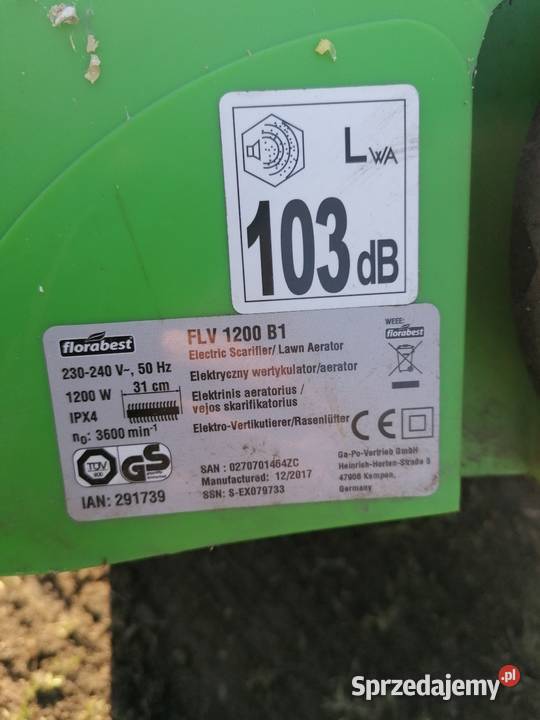 LWA
103 dB
florabest
FLV 1200 B1
Electric Scarifier/ Lawn Aerator
Elektryczny wertykulator/aerator
Elektrinis aeratorius /
vejos skarifikatorius
Elektro-Vertikutierer/Rasenlüfter
230-240 V~, 50 Hz
1200 W
31 cm
IPX4
n₀: 3600 min⁻¹
TÜV
GS
IAN: 291739
SAN : 0270701464ZC
Manufactured: 12/2017
SSN: S-EX079733
WEEE:
florabest
CE
Ga-Po-Vertrieb GmbH
Heinrich-Horten-Straße 5
47906 Kempen,
Germany
Sprzedajemy.pl